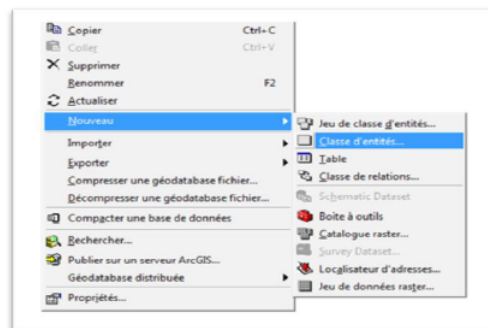 Copier Ctrl+C
Coller Ctrl+V
Supprimer
Renommer F2
Actualiser
Nouveau
Importer
Exporter
Compresser une géodatabase fichier...
Décompresser une géodatabase fichier...
Compacter une base de données
Rechercher...
Publier sur un serveur ArcGIS...
Géodatabase distribuée
Propriétés...
Jeu de classe d'entités...
Classe d'entités...
Table
Classe de relations...
Schematic Dataset
Boite à outils
Catalogue raster...
Survey Dataset...
Localisateur d'adresses...
Jeu de données raster...